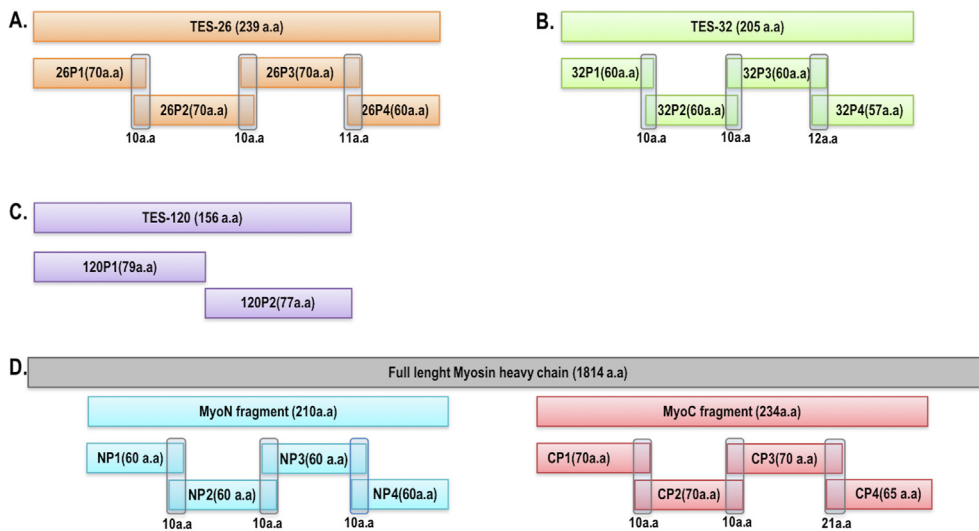 A.
TES-26 (239 a.a)
26P1(70a.a)
26P3(70a.a)
26P2(70a.a)
26P4(60a.a)
10a.a
10a.a
11a.a
B.
TES-32 (205 a.a)
32P1(60a.a)
32P3(60a.a)
32P2(60a.a)
32P4(57a.a)
10a.a
10a.a
12a.a
C.
TES-120 (156 a.a)
120P1(79a.a)
120P2(77a.a)
D.
Full lenght Myosin heavy chain (1814 a.a)
MyoN fragment (210a.a)
NP1(60 a.a)
NP3(60 a.a)
NP2(60 a.a)
NP4(60a.a)
10a.a
10a.a
10a.a
MyoC fragment (234a.a)
CP1(70a.a)
CP3(70 a.a)
CP2(70a.a)
CP4(65 a.a)
10a.a
10a.a
21a.a